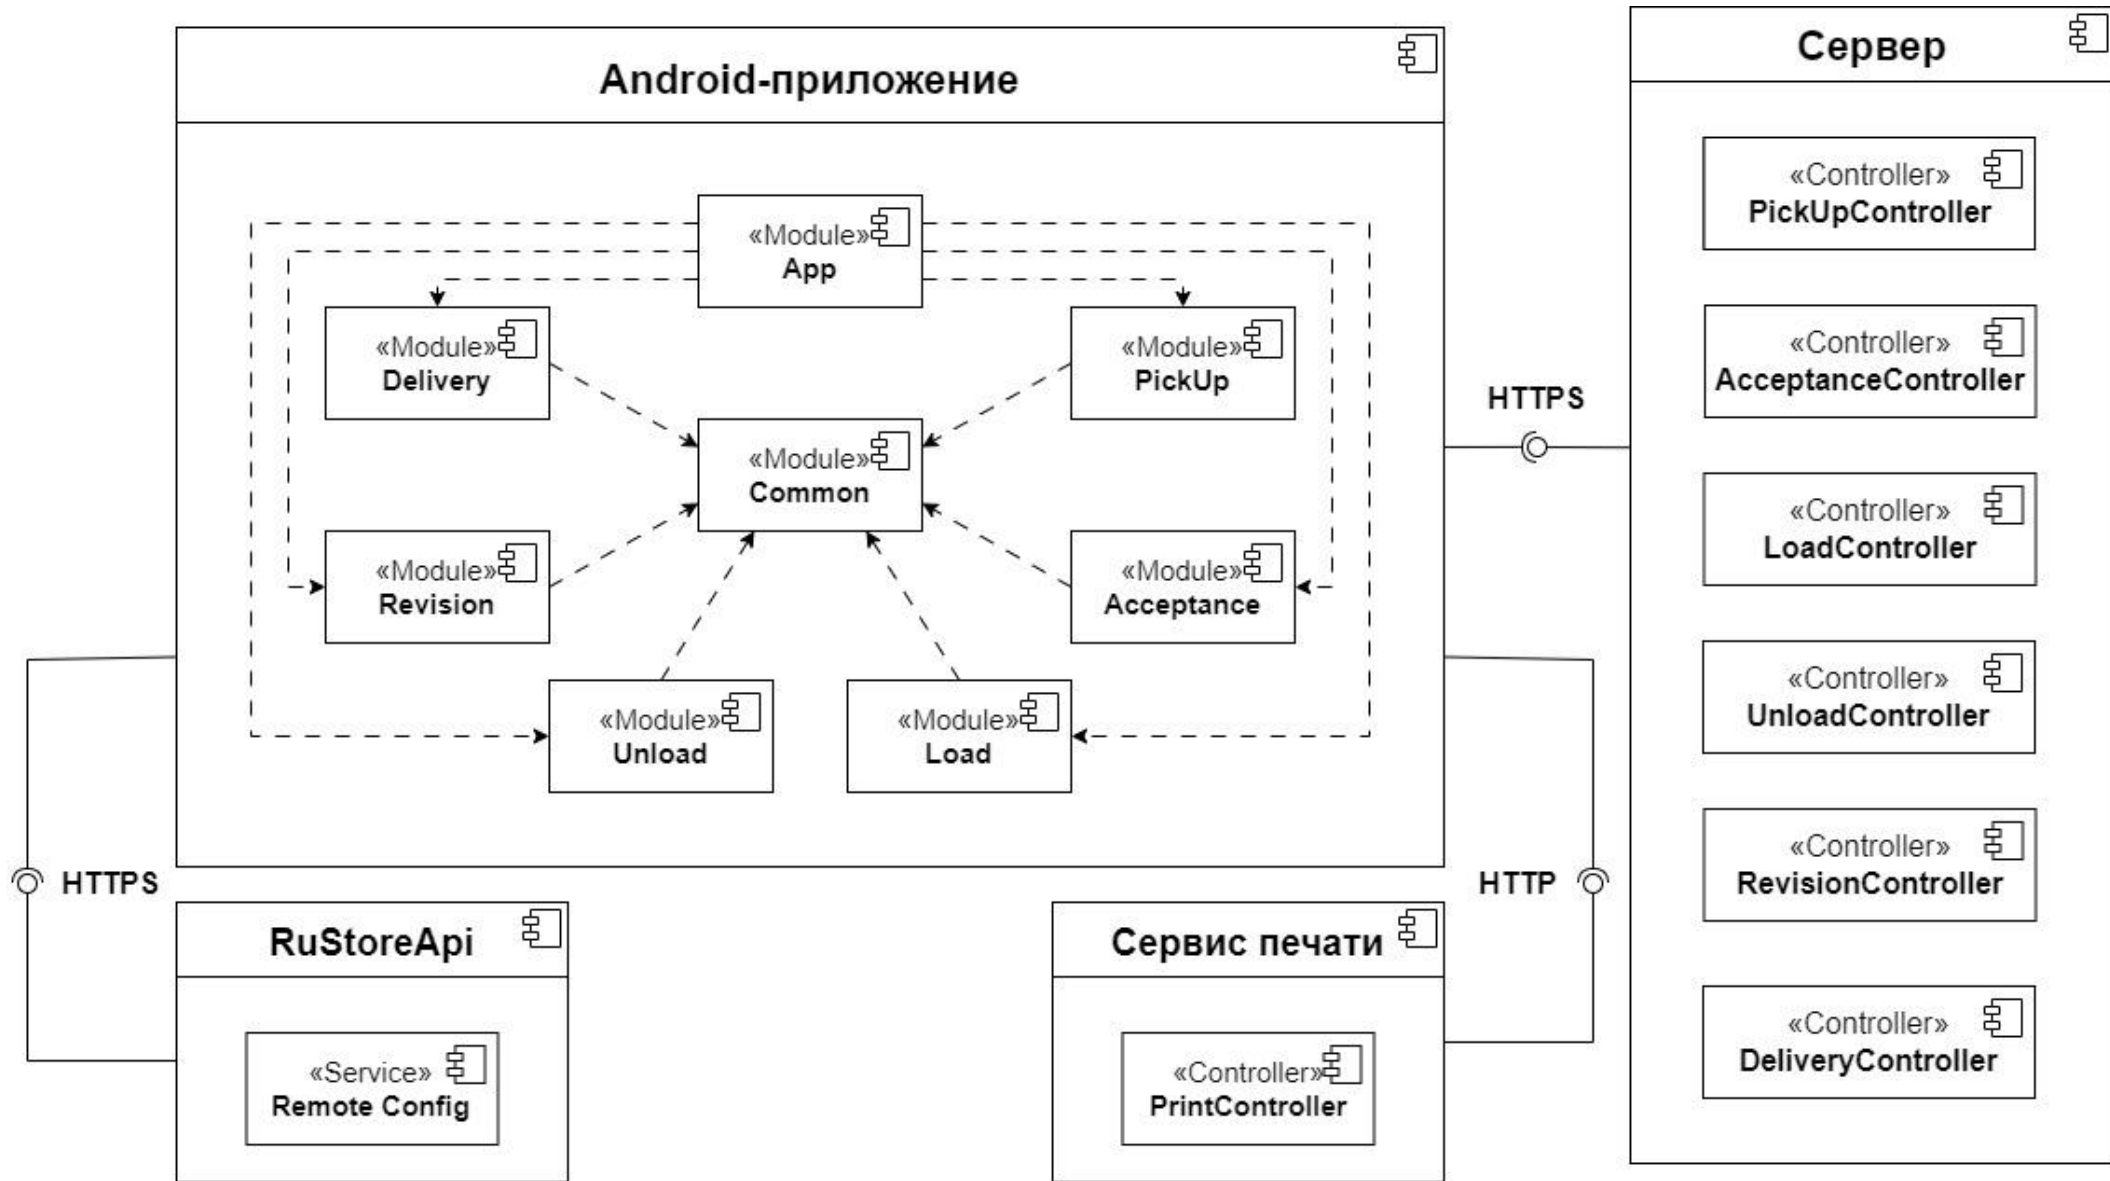 Android-приложение
«Module»
App
«Module»
Delivery
«Module»
PickUp
«Module»
Common
«Module»
Revision
«Module»
Acceptance
«Module»
Unload
«Module»
Load
HTTPS
Сервер
«Controller»
PickUpController
«Controller»
AcceptanceController
«Controller»
LoadController
«Controller»
UnloadController
«Controller»
RevisionController
«Controller»
DeliveryController
HTTPS
RuStoreApi
«Service»
Remote Config
HTTP
Сервис печати
«Controller»
PrintController